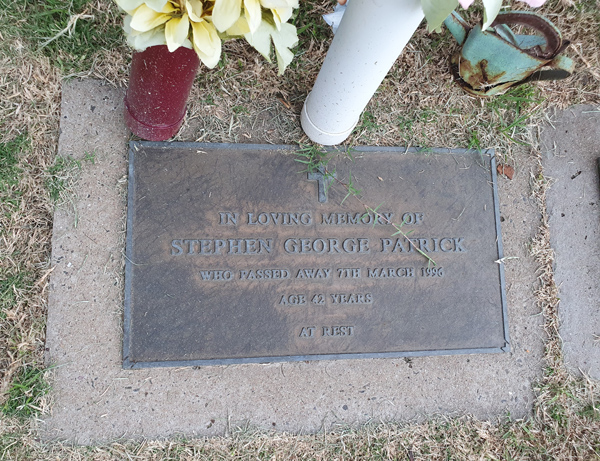 IN LOVING MEMORY OF
STEPHEN GEORGE PATRICK
WHO PASSED AWAY 7TH MARCH 1996
AGE 42 YEARS
AT REST